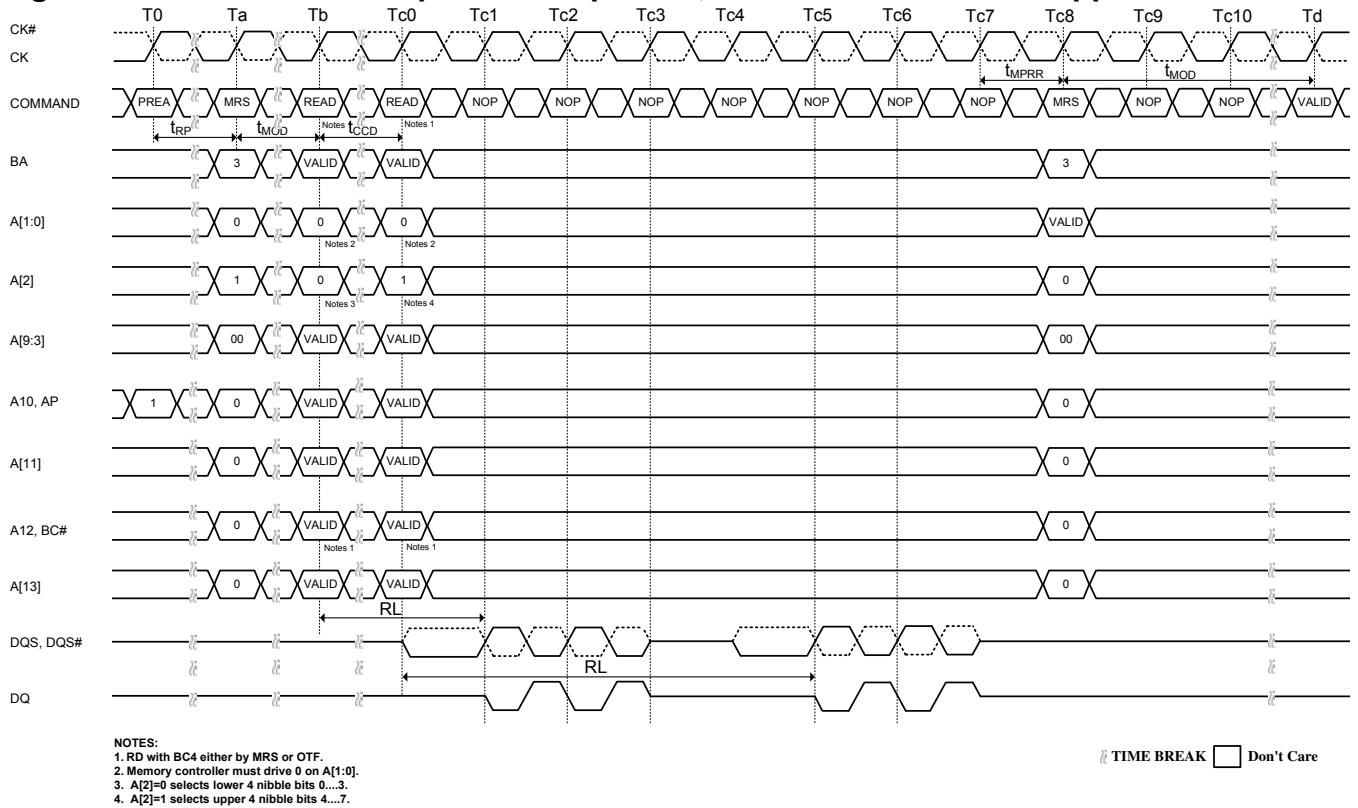 T0 Ta Tb Tc0 Tc1 Tc2 Tc3 Tc4 Tc5 Tc6 Tc7 Tc8 Tc9 Tc10 Td
CK#
CK
tMPRR tMOD
COMMAND PREA MRS READ READ NOP NOP NOP NOP NOP NOP NOP MRS NOP NOP VALID
Notes 1
tRP tMOD tCCD
BA 3 VALID VALID 3
A[1:0] 0 0 0 VALID
Notes 2 Notes 2
A[2] 1 0 1 0
Notes 3 Notes 4
A[9:3] 00 VALID VALID 00
A10, AP 1 0 VALID VALID 0
A[11] 0 VALID VALID 0
A12, BC# 0 VALID VALID 0
Notes 1 Notes 1
A[13] 0 VALID VALID 0
RL
DQS, DQS#
RL
DQ
NOTES:
1. RD with BC4 either by MRS or OTF.
2. Memory controller must drive 0 on A[1:0].
3. A[2]=0 selects lower 4 nibble bits 0....3.
4. A[2]=1 selects upper 4 nibble bits 4....7.
TIME BREAK Don't Care